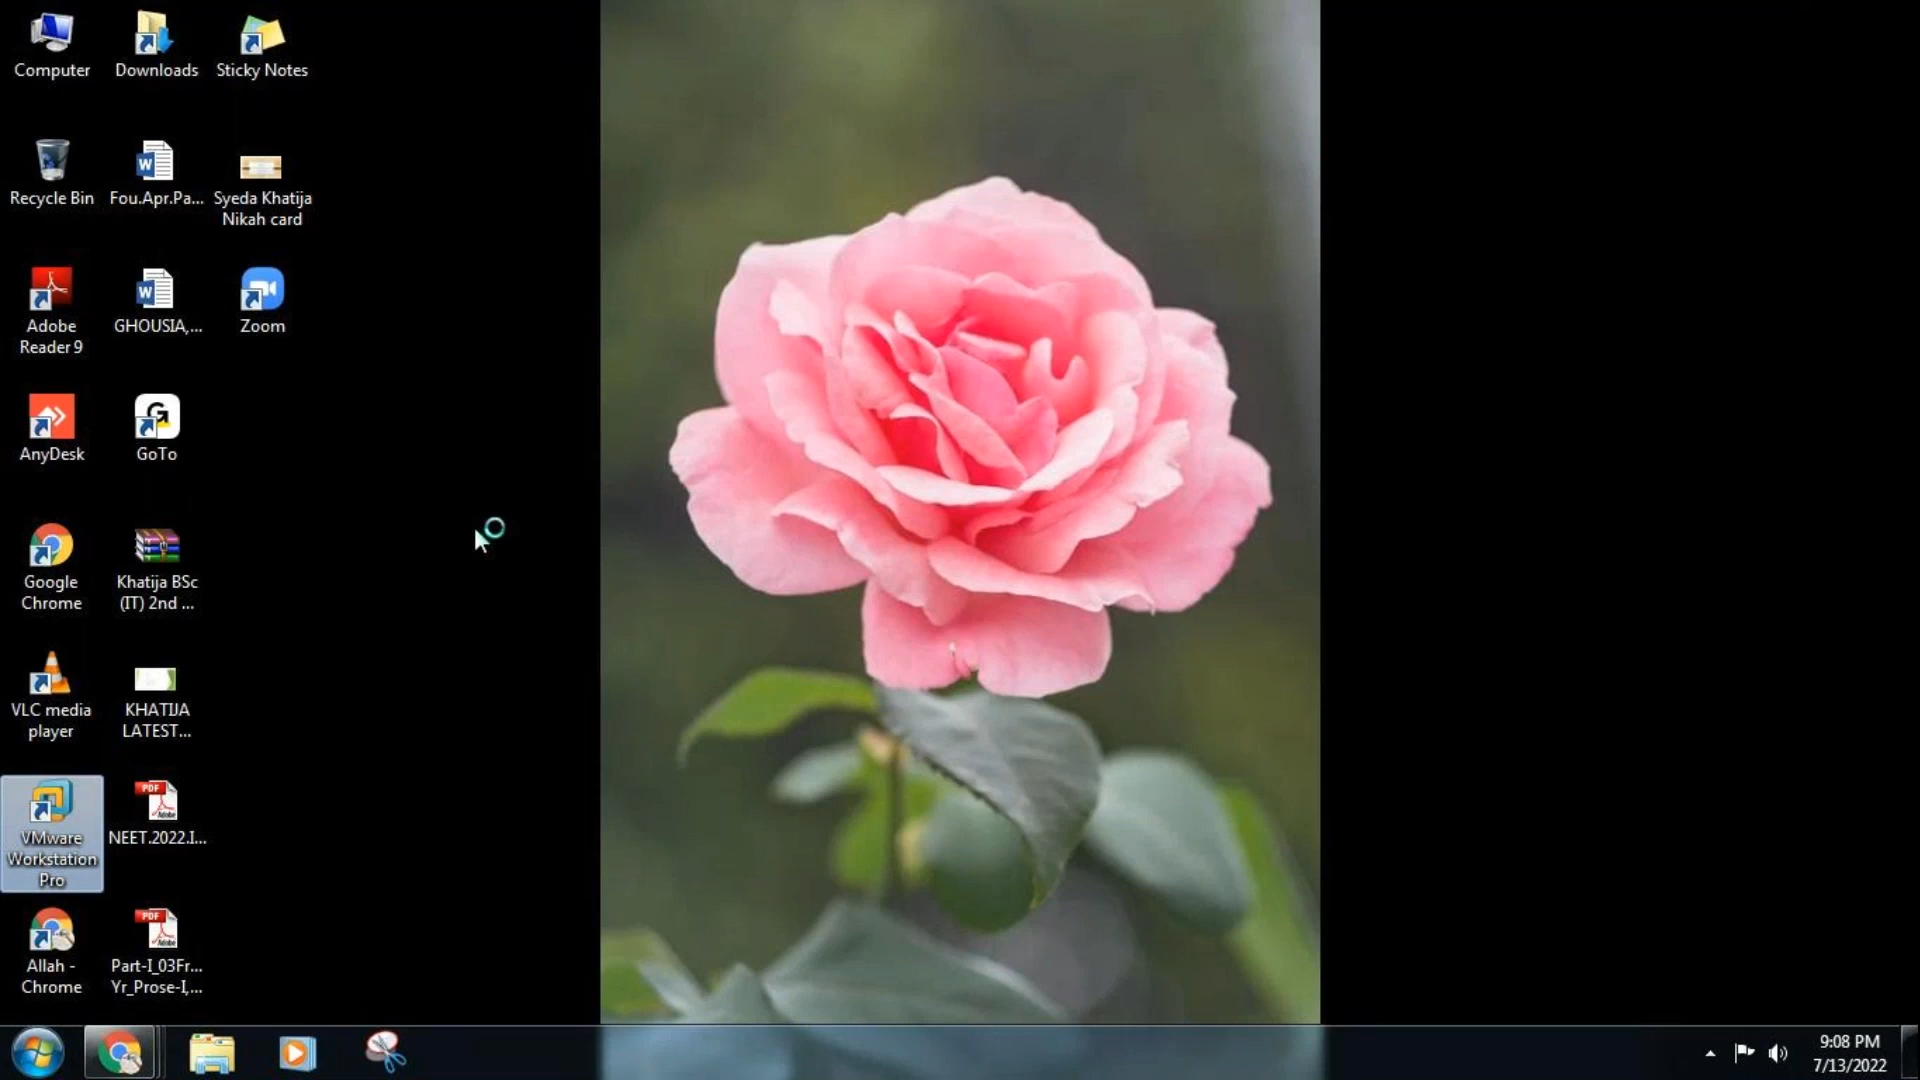 Computer
Downloads
Sticky Notes
Recycle Bin
Fou.Apr.Pa...
Syeda Khatija
Nikah card
Adobe
Reader 9
GHOUSIA,...
Zoom
AnyDesk
GoTo
Google
Chrome
Khatija BSc
(IT) 2nd ...
VLC media
player
KHATIJA
LATEST...
VMware
Workstation
Pro
NEET.2022.I...
Allah -
Chrome
Part-I_03Fr...
Yr_Prose-I,...
9:08 PM
7/13/2022